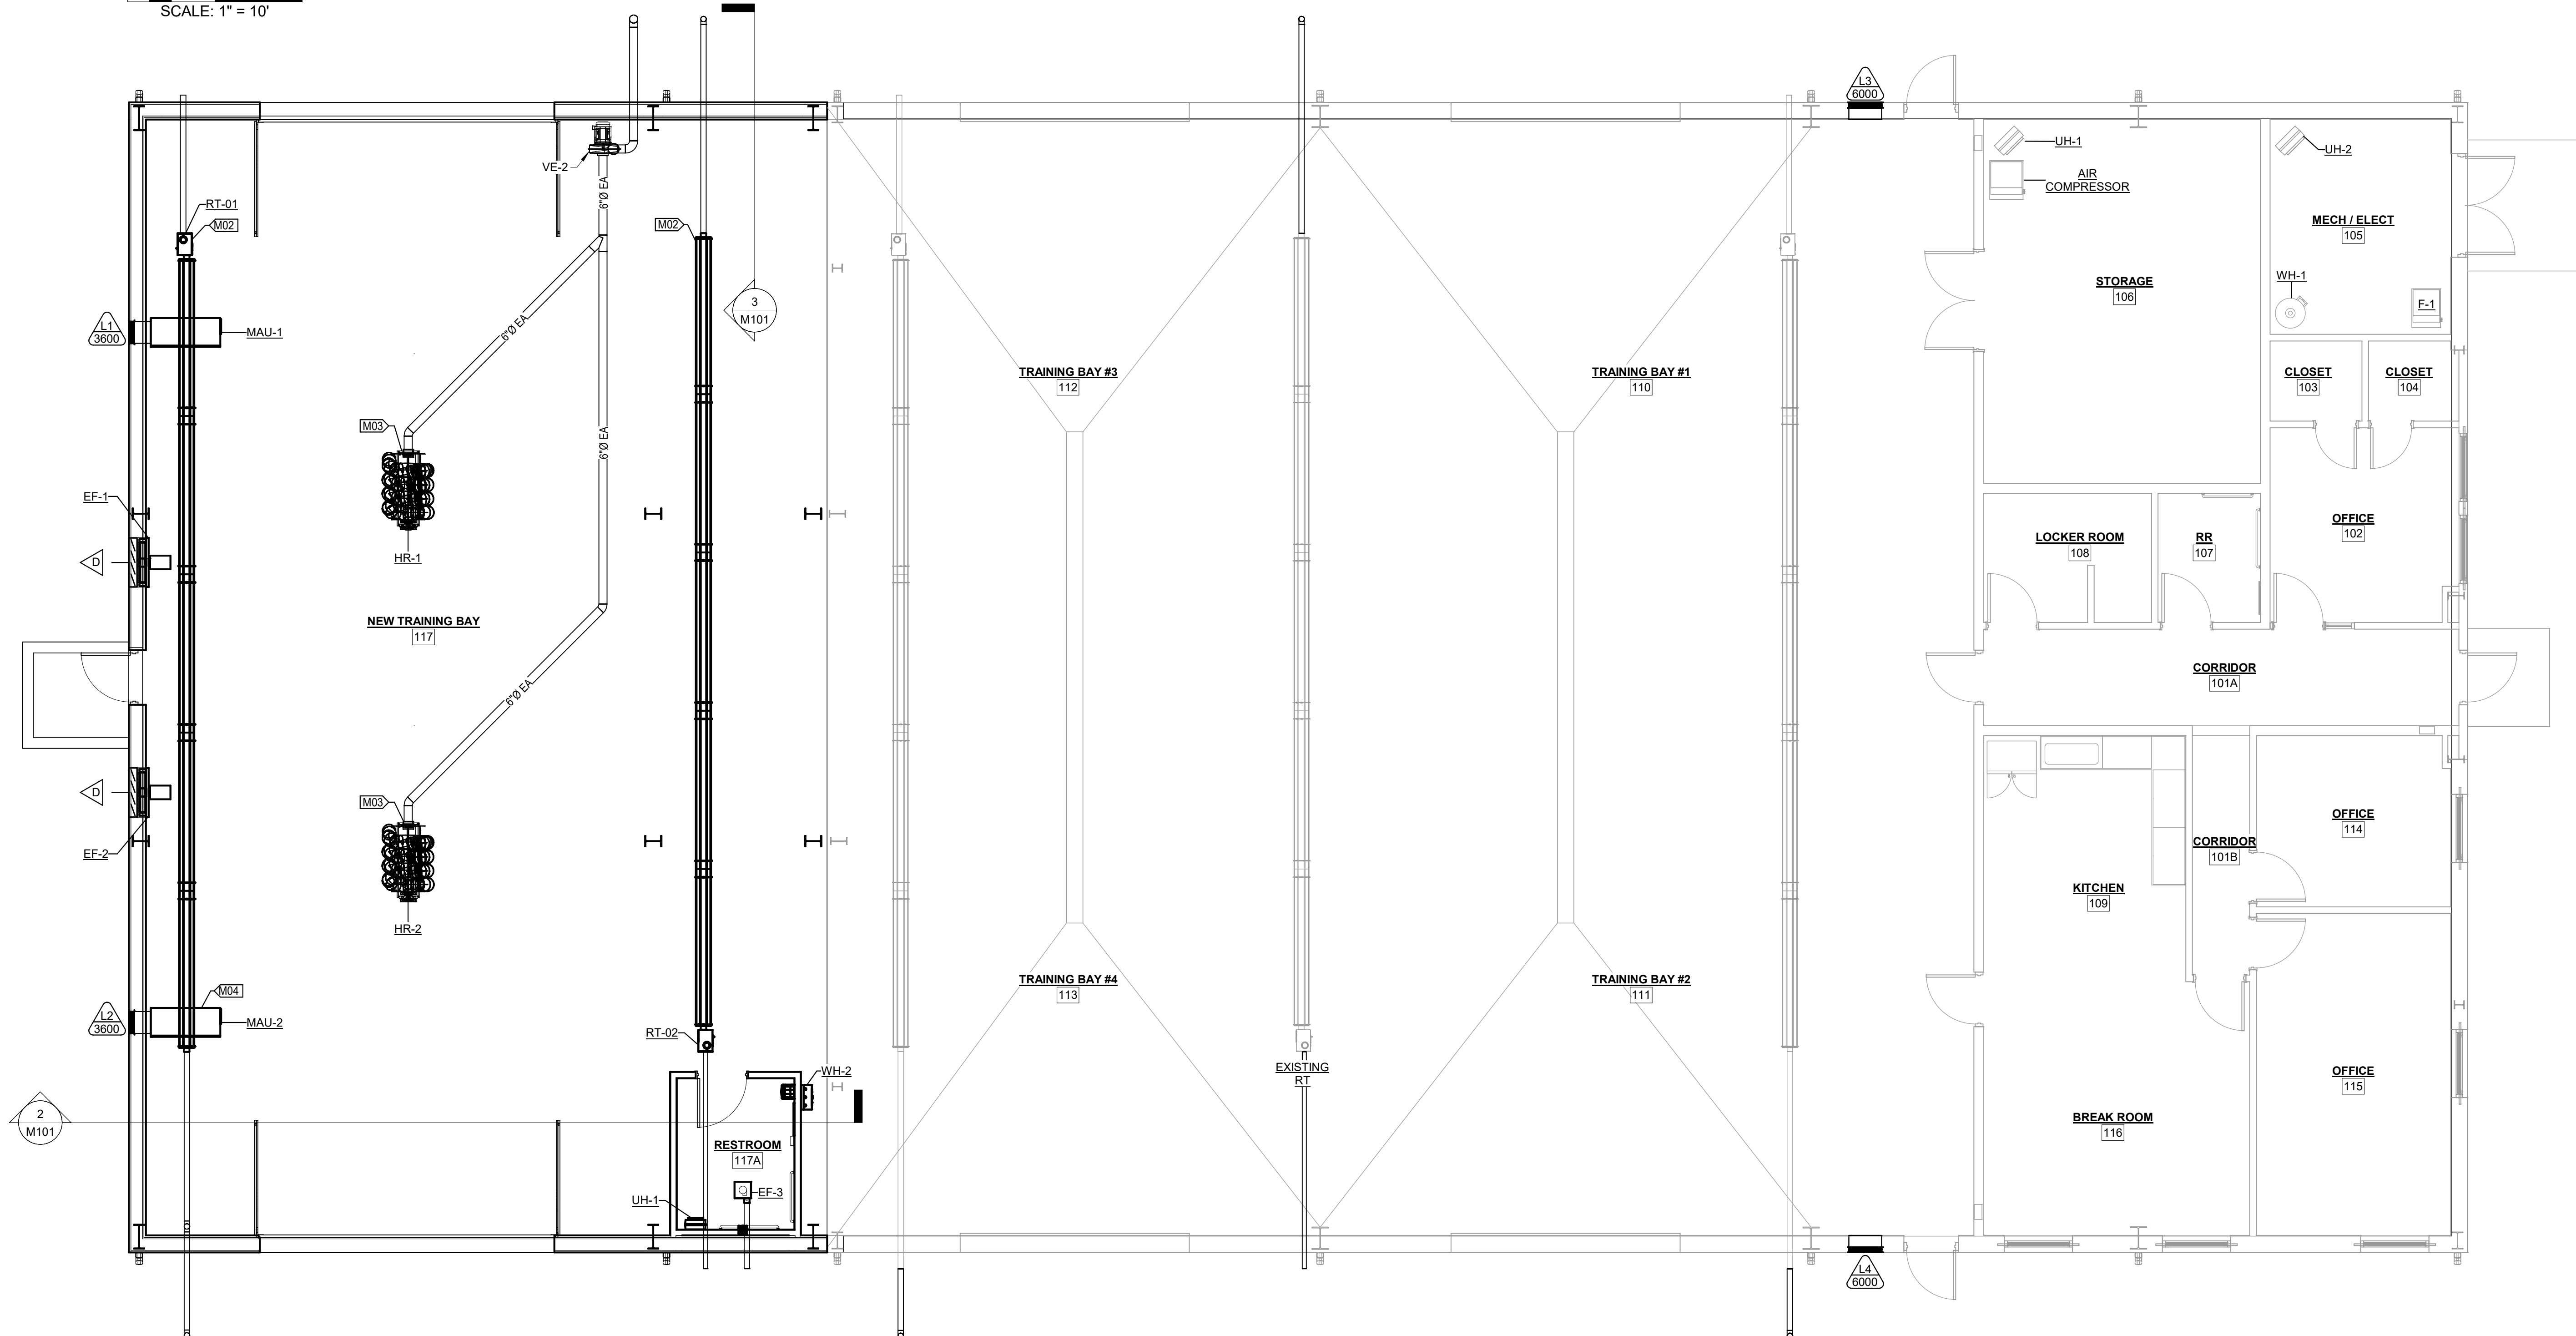 SCALE: 1" = 10'
L3
6000
VE-2
6"Ø EA
UH-1
UH-2
AIR
COMPRESSOR
RT-01
M02
M02
MECH / ELECT
105
STORAGE
106
WH-1
F-1
3
M101
L1
3600
MAU-1
6"Ø EA
TRAINING BAY #3
112
TRAINING BAY #1
110
CLOSET
103
CLOSET
104
M03
6"Ø EA
EF-1
D
HR-1
OFFICE
102
LOCKER ROOM
108
RR
107
NEW TRAINING BAY
117
6"Ø EA
CORRIDOR
101A
D
M03
EF-2
HR-2
OFFICE
114
CORRIDOR
101B
KITCHEN
109
TRAINING BAY #4
113
TRAINING BAY #2
111
M04
L2
3600
MAU-2
RT-02
WH-2
EXISTING
RT
OFFICE
115
2
M101
RESTROOM
117A
BREAK ROOM
116
UH-1
EF-3
L4
6000